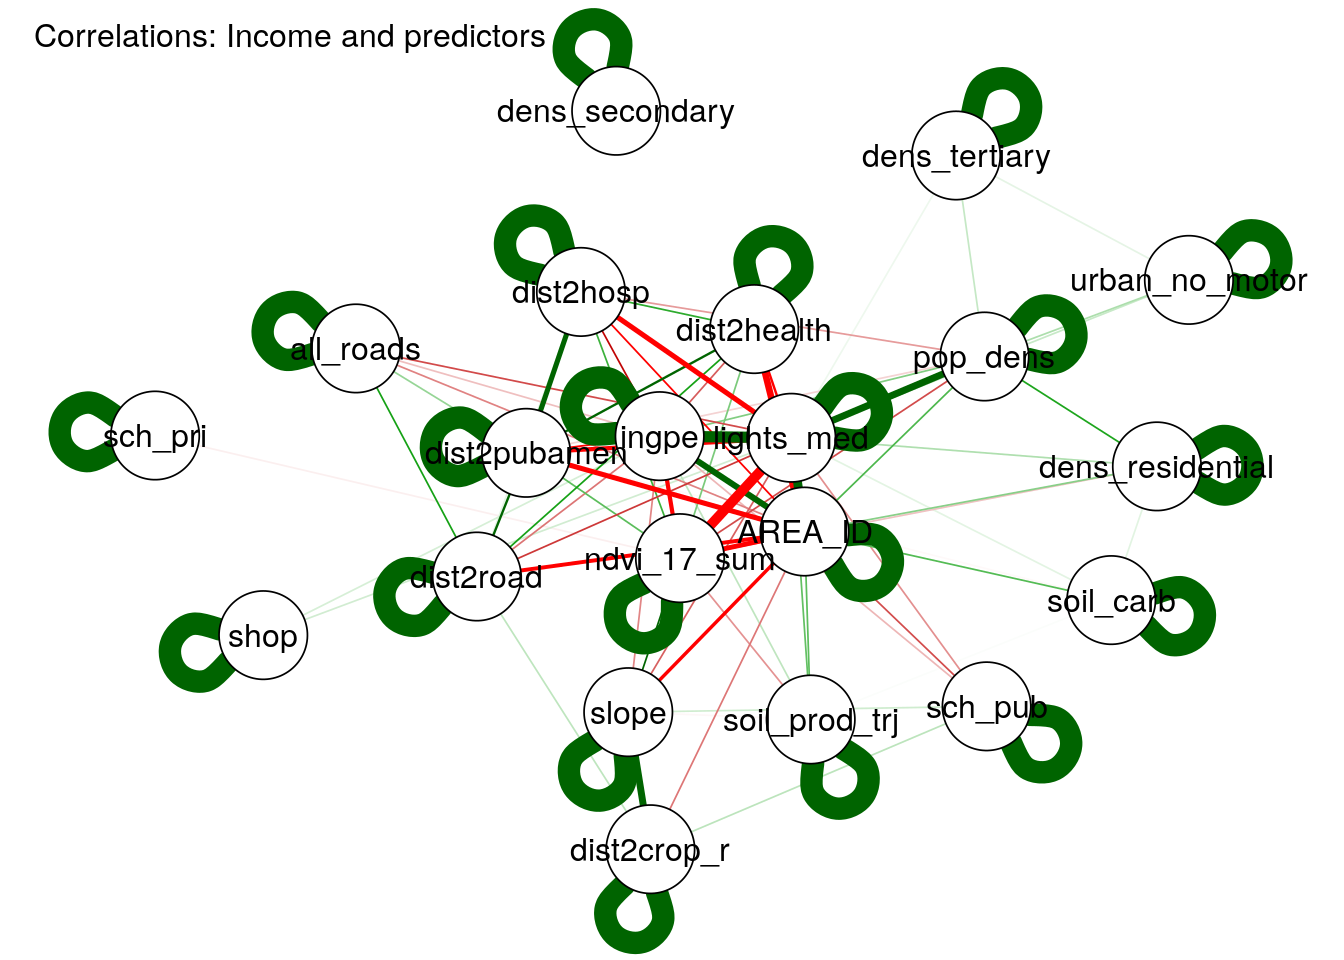 Correlations: Income and predictors
dens_secondary
dens_tertiary
urban_no_motor
dist2hosp
dist2health
all_roads
pop_dens
sch_pri
dist2pubamen
ingpe
lights_med
dens_residential
AREA_ID
ndvi_17_sum
dist2road
soil_carb
shop
slope
soil_prod_trj
sch_pub
dist2crop_r